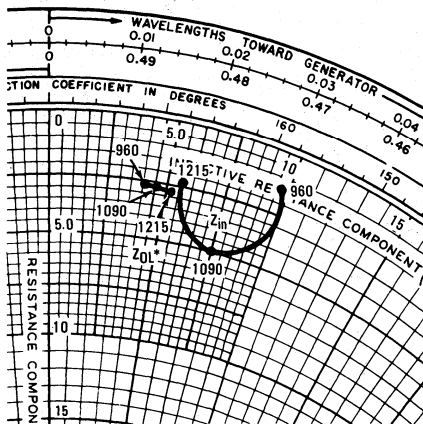 WAVELENGTHS TOWARD GENERATOR
0 0.01 0.02 0.03 0.04
0 0.49 0.48 0.47 0.46
CTION COEFFICIENT IN DEGREES 160 150
0 5.0 10 15
INDUCTIVE REACTANCE COMPONENT
960 1215 960
1090
1215 Zin
ZOL*
1090
5.0
10
15
RESISTANCE COMPON